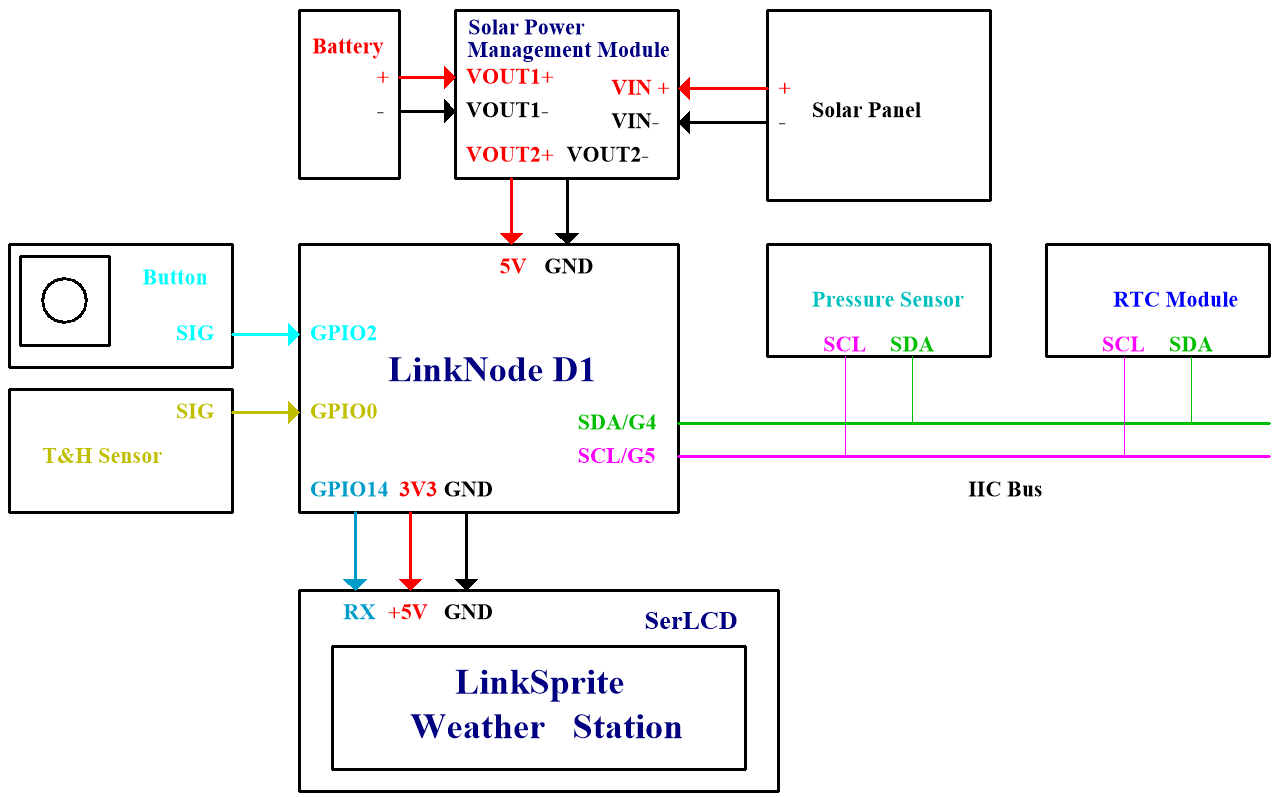 Battery
+
-
Solar Power
Management Module
VOUT1+
VOUT1-
VIN +
VIN-
VOUT2+ VOUT2-
+
-
Solar Panel
Button
SIG
SIG
T&H Sensor
5V GND
GPIO2
LinkNode D1
GPIO0
SDA/G4
SCL/G5
GPIO14 3V3 GND
Pressure Sensor
SCL SDA
RTC Module
SCL SDA
IIC Bus
RX +5V GND
SerLCD
LinkSprite
Weather Station